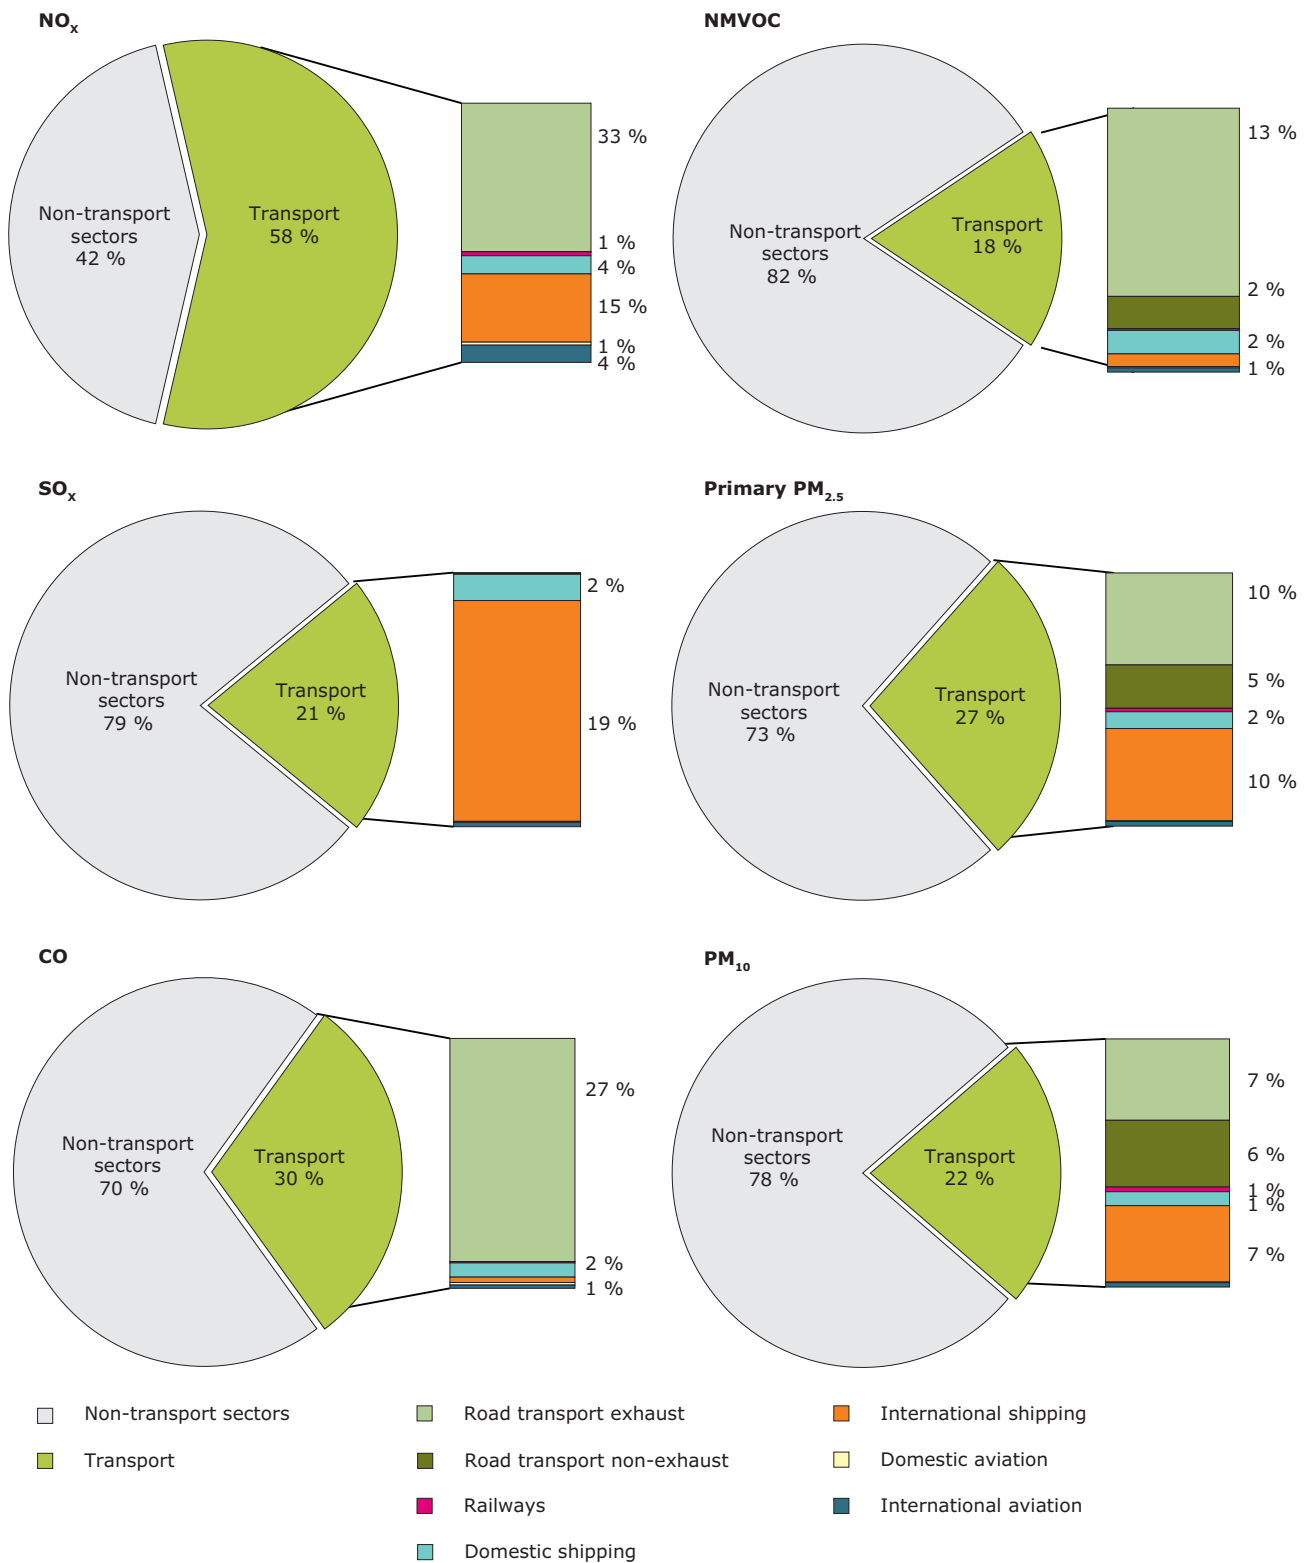 NOx
Non-transport
sectors
42 %
Transport
58 %
33 %
1 %
4 %
15 %
1 %
4 %
NMVOC
Non-transport
sectors
82 %
Transport
18 %
13 %
2 %
2 %
1 %
SOx
Non-transport
sectors
79 %
Transport
21 %
2 %
19 %
Primary PM2.5
Non-transport
sectors
73 %
Transport
27 %
10 %
5 %
2 %
10 %
CO
Non-transport
sectors
70 %
Transport
30 %
27 %
2 %
1 %
PM10
Non-transport
sectors
78 %
Transport
22 %
7 %
6 %
1 %
1 %
7 %
Non-transport sectors
Transport
Road transport exhaust
Road transport non-exhaust
Railways
Domestic shipping
International shipping
Domestic aviation
International aviation